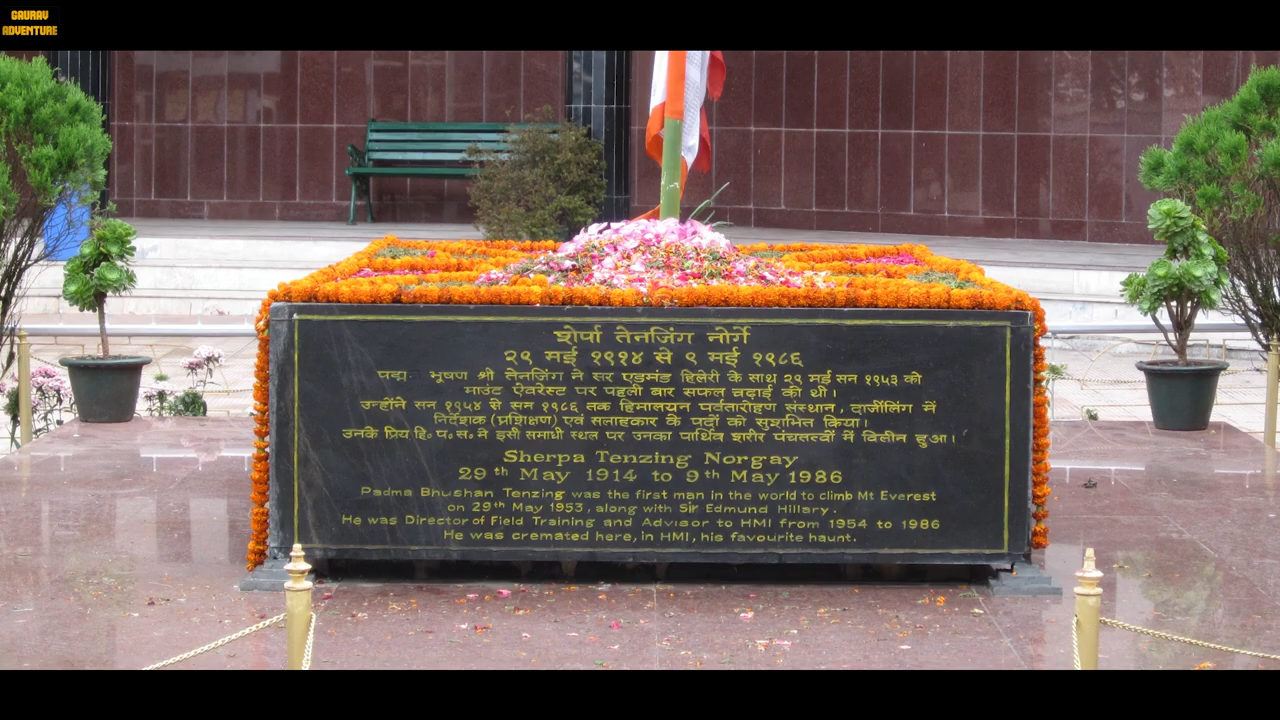 GAURAV
ADVENTURE
शेर्पा तेनजिंग नोर्गे
२९ मई १९१४ से ९ मई १९८६
पद्म भूषण श्री तेनजिंग ने सर एडमंड हिलेरी के साथ २९ मई सन १९५३ को
माउंट ऐवरेस्ट पर पहली बार सफल चढ़ाई की थी।
उन्होंने सन १९५४ से सन १९८६ तक हिमालयन पर्वतारोहण संस्थान, दार्जीलिंग में
निर्देशक (प्रशिक्षण) एवं सलाहकार के पदों को सुशभित किया।
उनके प्रिय हि॰ प॰ स॰ मे इसी समाधी स्थल पर उनका पार्थिव शरीर पंचतत्वों में विलीन हुआ।
Sherpa Tenzing Norgay
29th May 1914 to 9th May 1986
Padma Bhushan Tenzing was the first man in the world to climb Mt Everest
on 29th May 1953, along with Sir Edmund Hillary.
He was Director of Field Training and Advisor to HMI from 1954 to 1986
He was cremated here, in HMI, his favourite haunt.